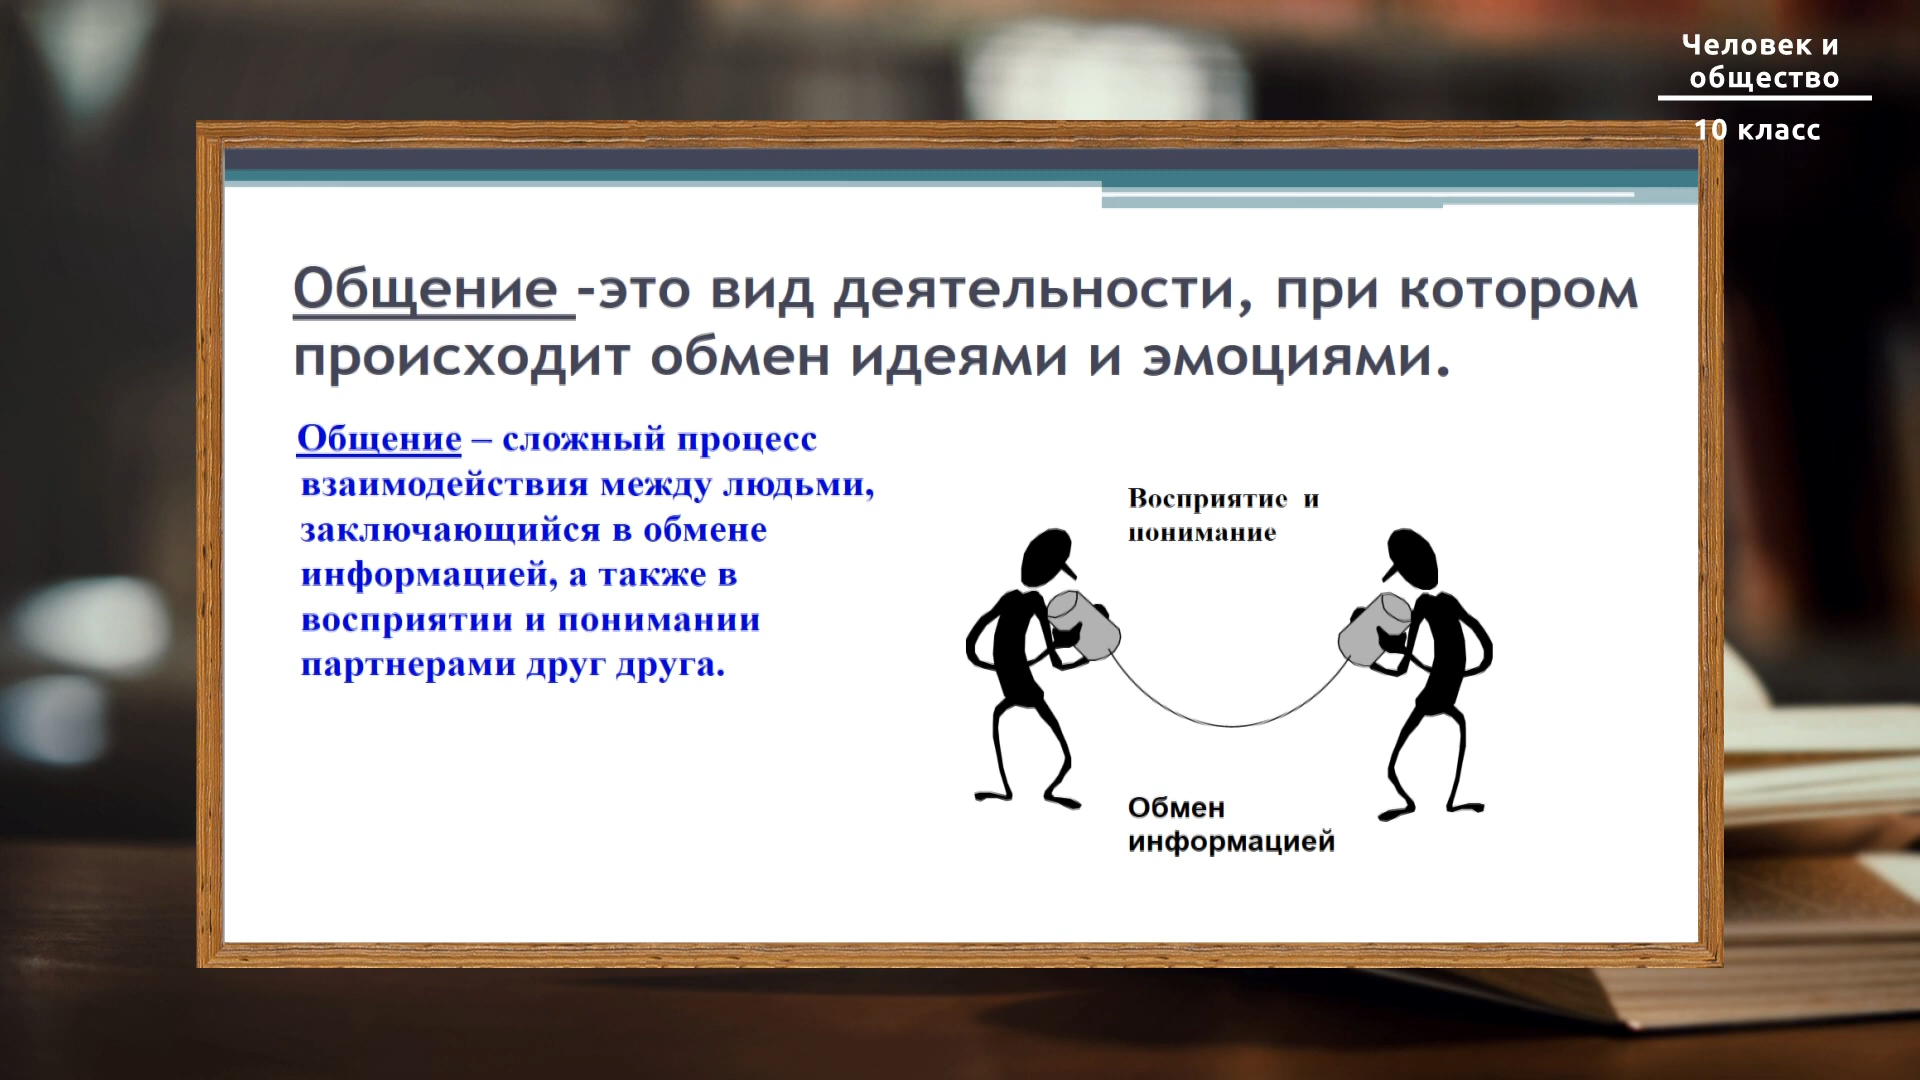 Человек и
общество
10 класс
Общение -это вид деятельности, при котором
происходит обмен идеями и эмоциями.
Общение – сложный процесс
взаимодействия между людьми,
заключающийся в обмене
информацией, а также в
восприятии и понимании
партнерами друг друга.
Восприятие и
понимание
Обмен
информацией